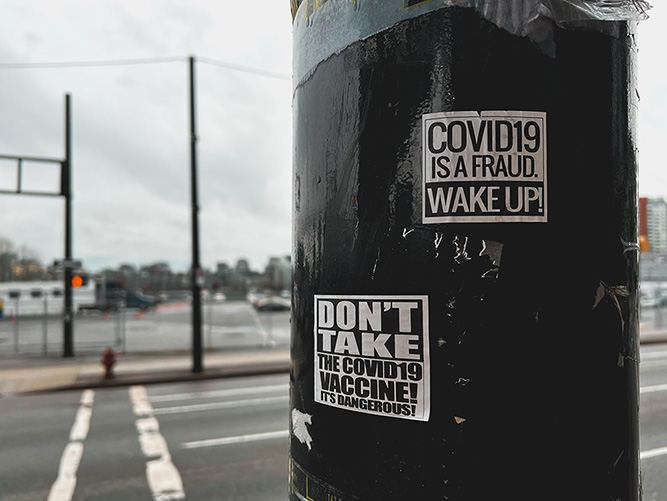 COVID19
IS A FRAUD.
WAKE UP!
DON'T
TAKE
THE COVID19
VACCINE!
IT'S DANGEROUS!